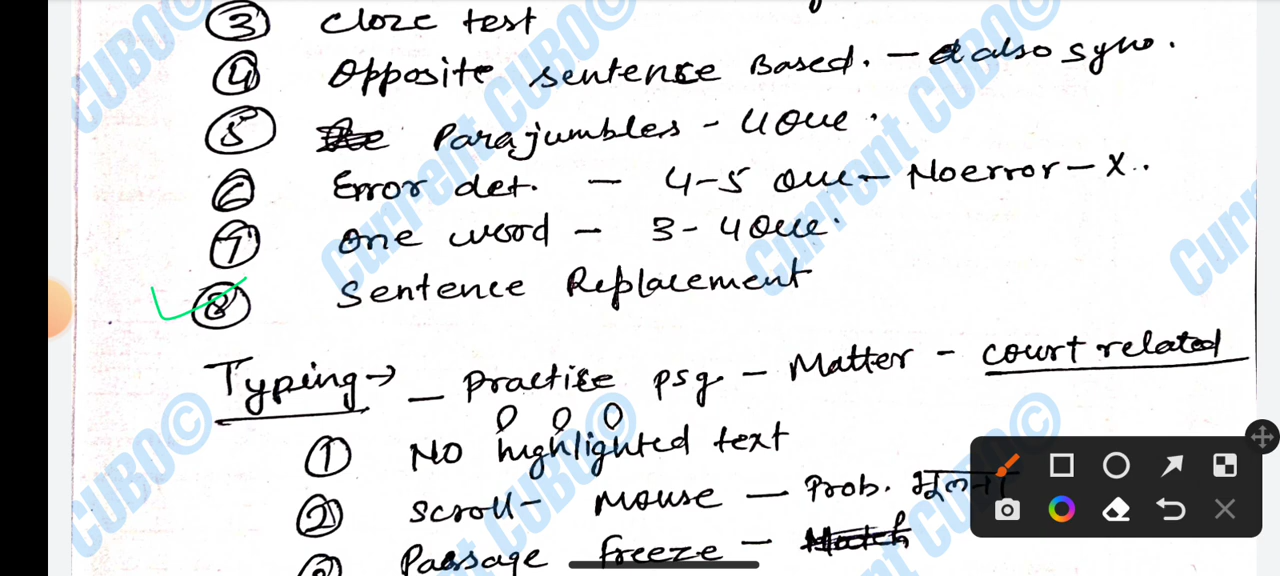 ③ Cloze test
④ Opposite sentence Based. - also syno.
⑤ Parajumbles - 4 Que.
⑥ Error det. - 4-5 Que - No error - X..
⑦ One word - 3-4 Que.
⑧ Sentence Replacement
Typing → - Practise psg - Matter - court related
① No highlighted text
② Scroll - mouse - Prob.
Passage freeze -
Current CUBO©